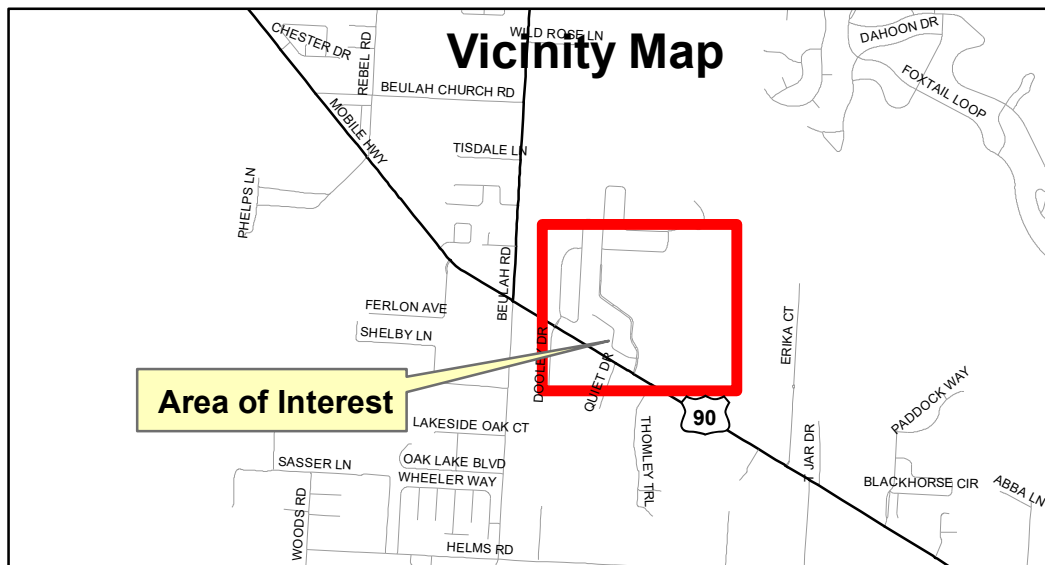 Vicinity Map
CHESTER DR
REBEL RD
WILD ROSE LN
DAHOON DR
FOXTAIL LOOP
BEULAH CHURCH RD
MOBILE HWY
TISDALE LN
PHELPS LN
BEULAH RD
FERLON AVE
SHELBY LN
DOOLEY DR
QUIET DR
ERIKA CT
Area of Interest
90
THOMLEY TRL
PADDOCK WAY
LAKESIDE OAK CT
T JAR DR
SASSER LN
OAK LAKE BLVD
WHEELER WAY
BLACKHORSE CIR
ABBA LN
WOODS RD
HELMS RD